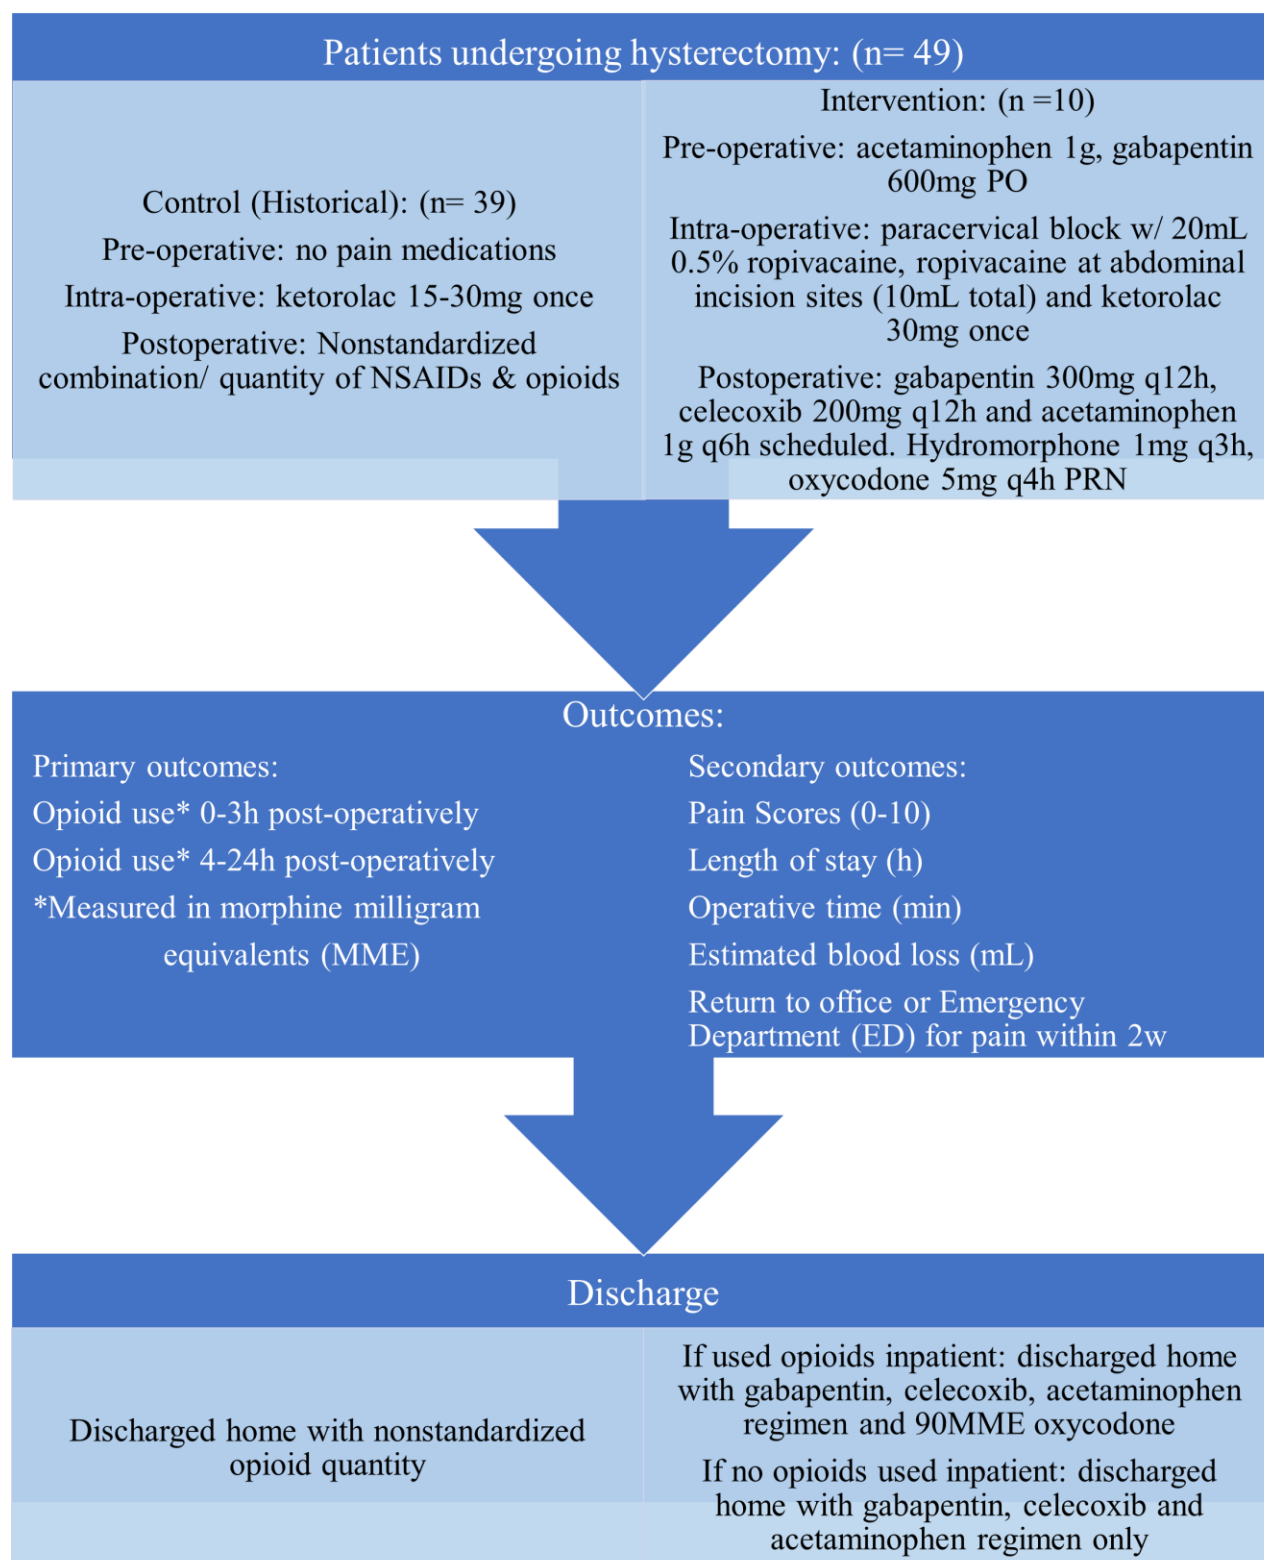 Patients undergoing hysterectomy: (n= 49)
Control (Historical): (n= 39)
Pre-operative: no pain medications
Intra-operative: ketorolac 15-30mg once
Postoperative: Nonstandardized
combination/ quantity of NSAIDs & opioids
Intervention: (n =10)
Pre-operative: acetaminophen 1g, gabapentin
600mg PO
Intra-operative: paracervical block w/ 20mL
0.5% ropivacaine, ropivacaine at abdominal
incision sites (10mL total) and ketorolac
30mg once
Postoperative: gabapentin 300mg q12h,
celecoxib 200mg q12h and acetaminophen
1g q6h scheduled. Hydromorphone 1mg q3h,
oxycodone 5mg q4h PRN
Outcomes:
Primary outcomes:
Opioid use* 0-3h post-operatively
Opioid use* 4-24h post-operatively
*Measured in morphine milligram
equivalents (MME)
Secondary outcomes:
Pain Scores (0-10)
Length of stay (h)
Operative time (min)
Estimated blood loss (mL)
Return to office or Emergency
Department (ED) for pain within 2w
Discharge
Discharged home with nonstandardized
opioid quantity
If used opioids inpatient: discharged home
with gabapentin, celecoxib, acetaminophen
regimen and 90MME oxycodone
If no opioids used inpatient: discharged
home with gabapentin, celecoxib and
acetaminophen regimen only